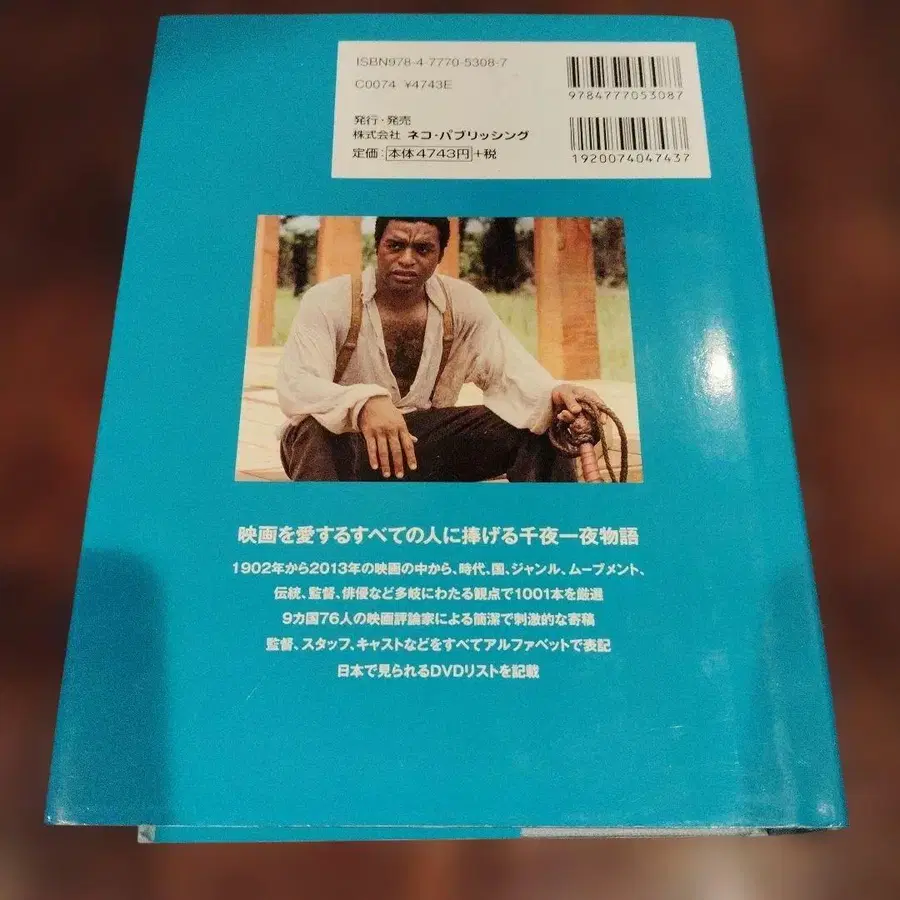 ISBN978-4-7770-5308-7
C0074 ¥4743E
発行・発売
株式会社 ネコ・パブリッシング
定価：本体4743円+税
9784777053087
1920074047437
映画を愛するすべての人に捧げる千夜一夜物語
1902年から2013年の映画の中から、時代、国、ジャンル、ムーブメント、
伝統、監督、俳優など多岐にわたる観点で1001本を厳選
9カ国76人の映画評論家による簡潔で刺激的な寄稿
監督、スタッフ、キャストなどをすべてアルファベットで表記
日本で見られるDVDリストを記載